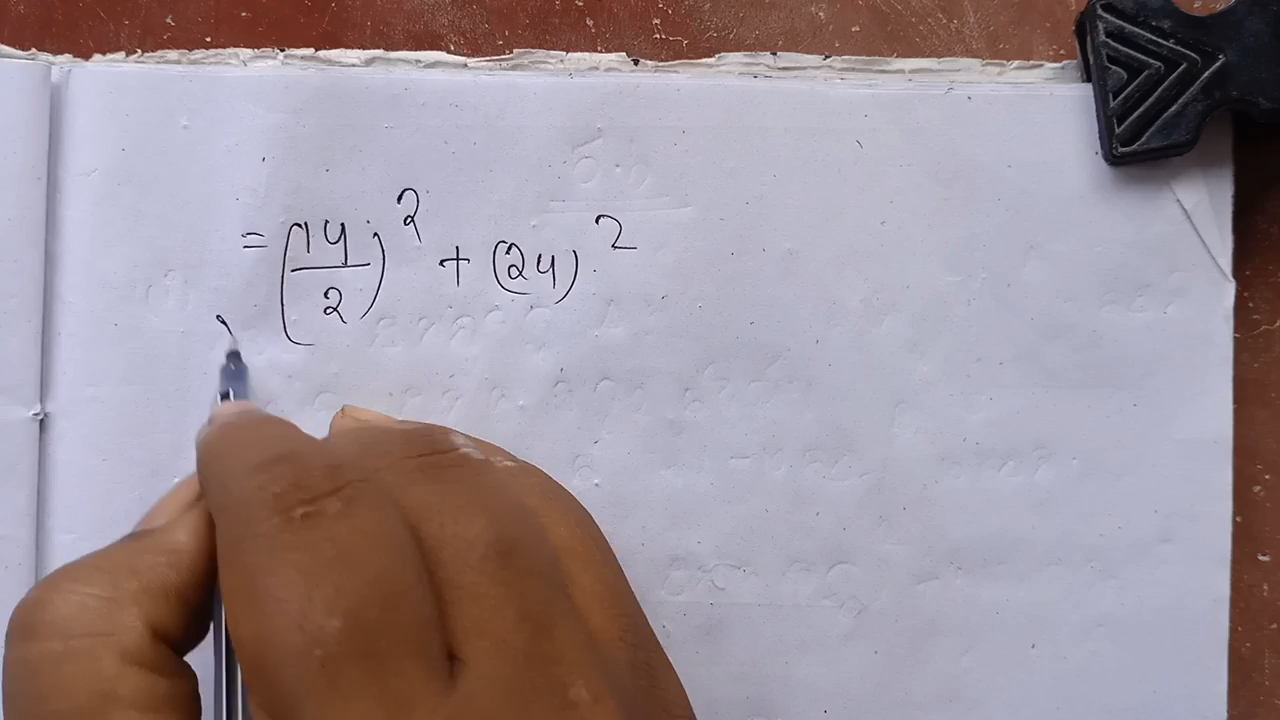 = (14/2)² + (24)²